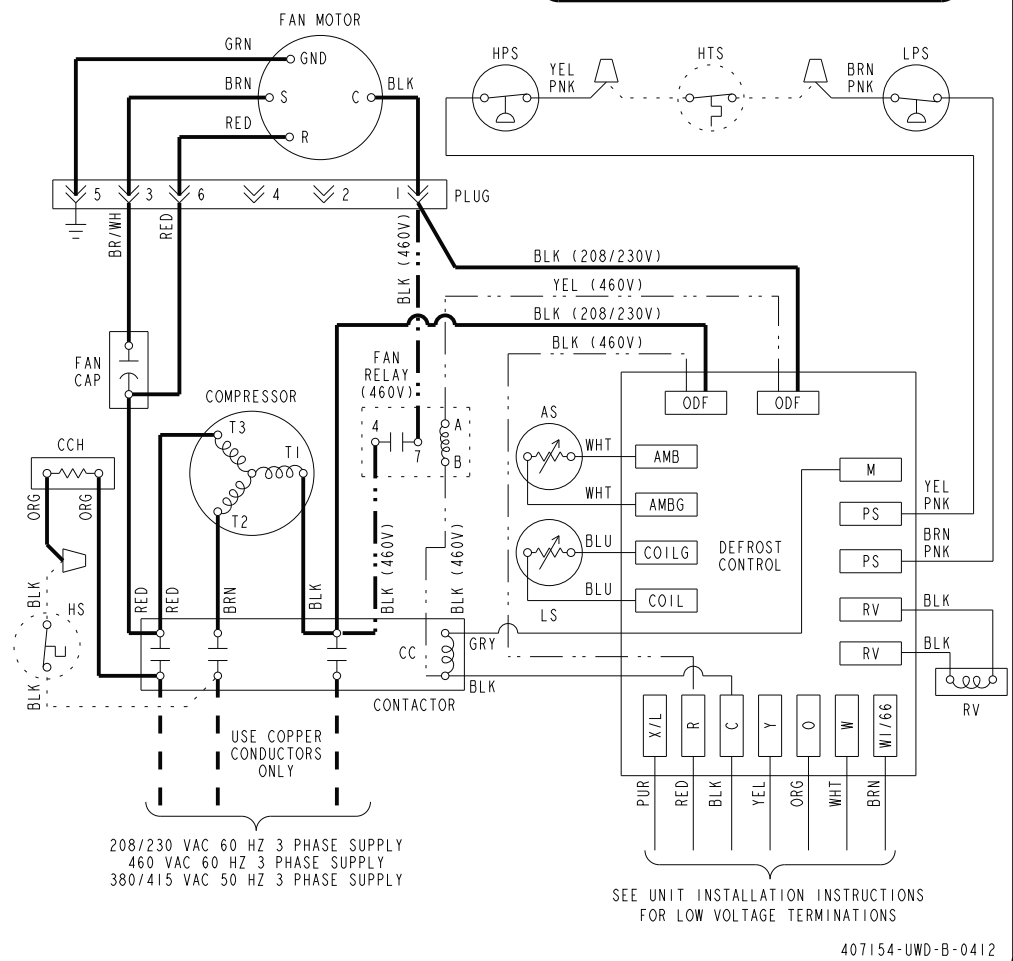 FAN MOTOR
GRN
GND
BRN
S
C
BLK
RED
R
HPS
YEL
PNK
HTS
BRN
PNK
LPS
5
3
6
4
2
1
PLUG
BR/WH
RED
BLK (460V)
BLK (208/230V)
YEL (460V)
BLK (208/230V)
BLK (460V)
FAN
CAP
FAN
RELAY
(460V)
COMPRESSOR
T3
T1
T2
4
7
A
B
ODF
ODF
AS
WHT
AMB
WHT
AMBG
BLU
COILG
BLU
COIL
LS
DEFROST
CONTROL
M
PS
YEL
PNK
PS
BRN
PNK
RV
BLK
RV
BLK
RV
CCH
ORG
ORG
BLK
HS
BLK
RED
RED
BRN
BLK
BLK (460V)
BLK (460V)
CC
GRY
BLK
CONTACTOR
X/L
R
C
Y
O
W
W1/66
PUR
RED
BLK
YEL
ORG
WHT
BRN
USE COPPER
CONDUCTORS
ONLY
208/230 VAC 60 HZ 3 PHASE SUPPLY
460 VAC 60 HZ 3 PHASE SUPPLY
380/415 VAC 50 HZ 3 PHASE SUPPLY
SEE UNIT INSTALLATION INSTRUCTIONS
FOR LOW VOLTAGE TERMINATIONS
407154-UWD-B-0412